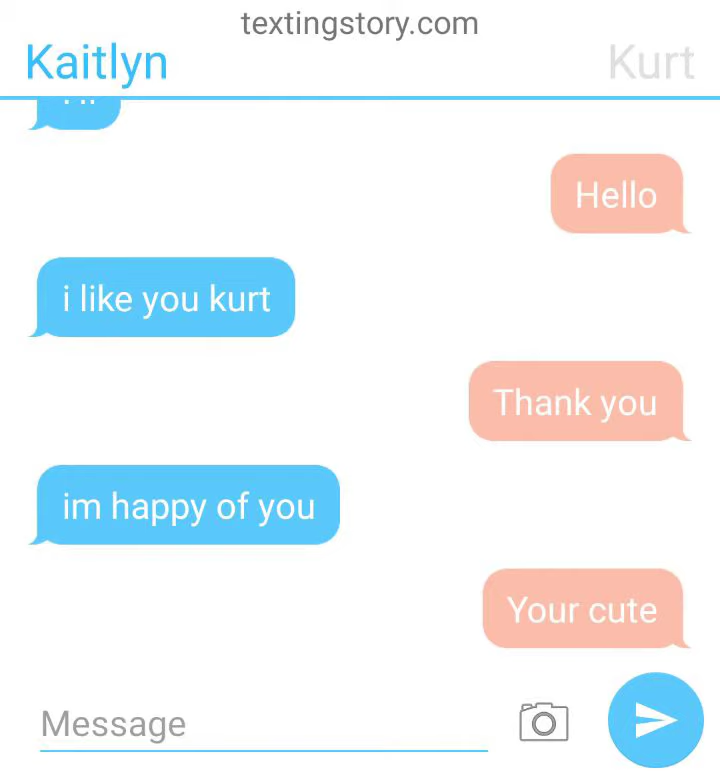 textingstory.com
Kaitlyn
Kurt
Hello
i like you kurt
Thank you
im happy of you
Your cute
Message